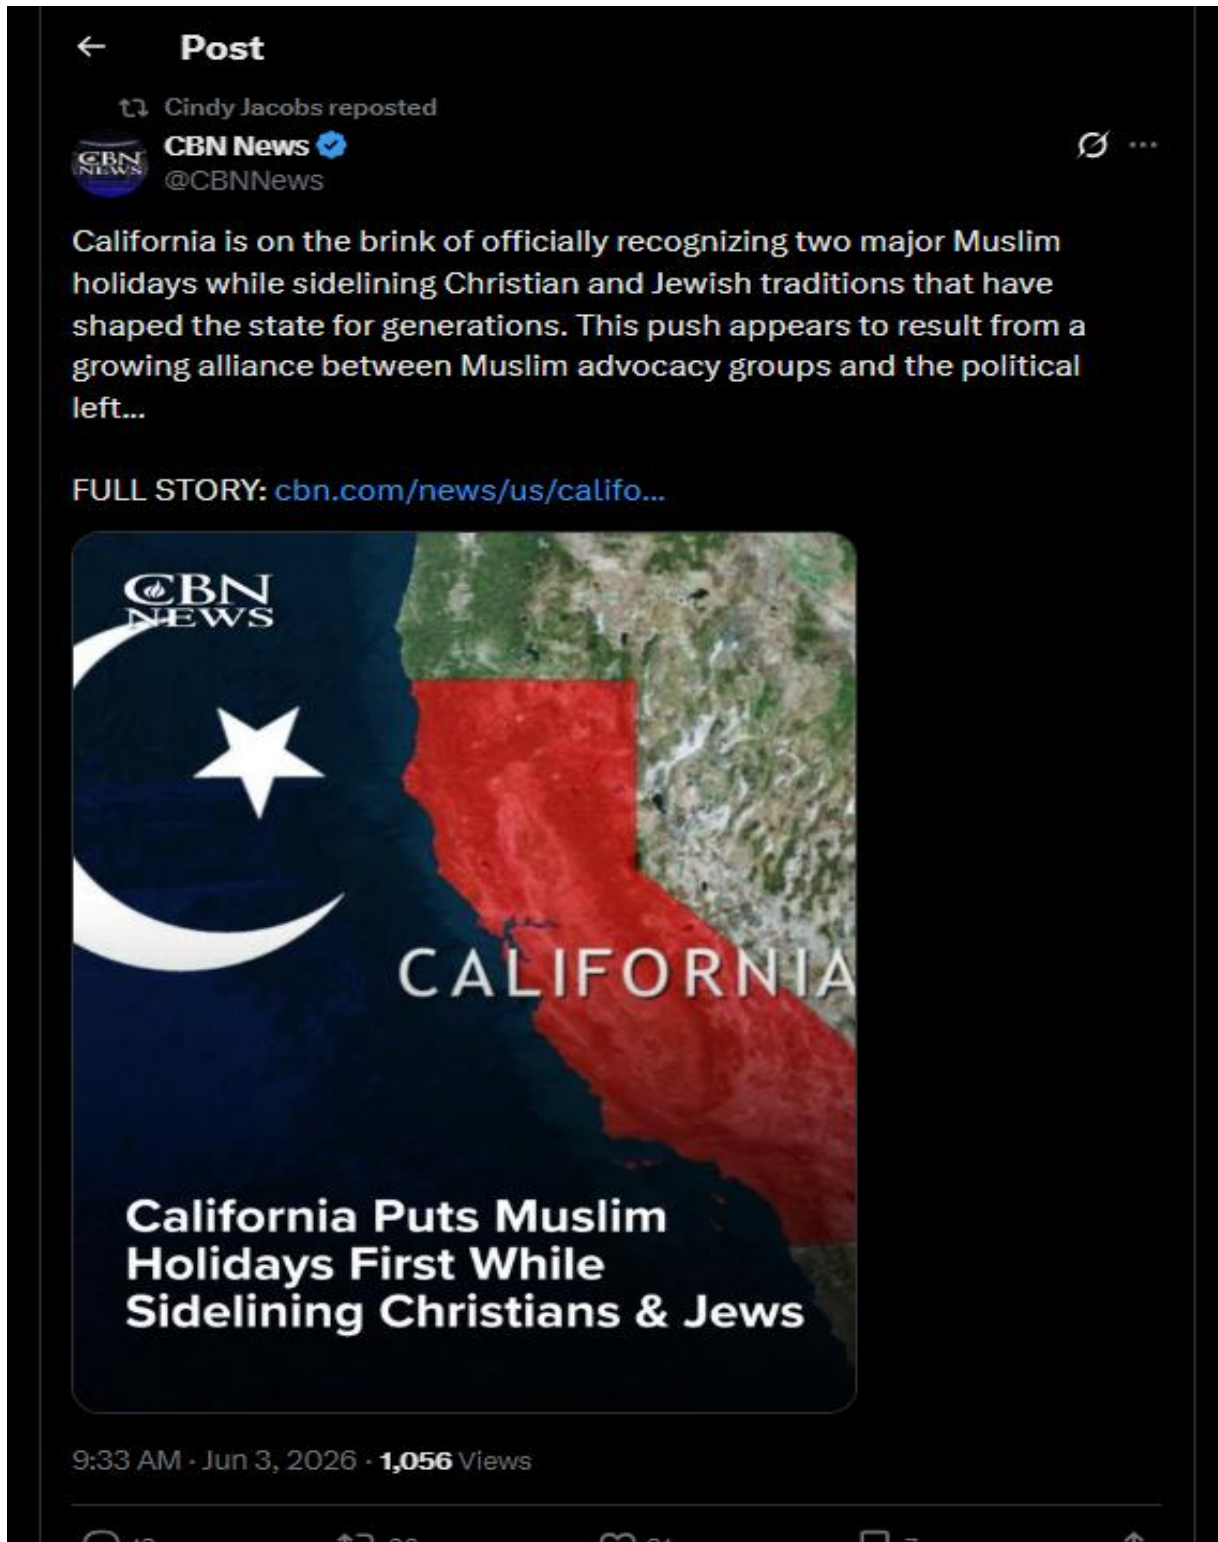 Post
Cindy Jacobs reposted
CBN News
CBN
NEWS
@CBNNews
California is on the brink of officially recognizing two major Muslim
holidays while sidelining Christian and Jewish traditions that have
shaped the state for generations. This push appears to result from a
growing alliance between Muslim advocacy groups and the political
left...
FULL STORY: cbn.com/news/us/califo...
CBN
NEWS
CALIFORNIA
California Puts Muslim
Holidays First While
Sidelining Christians & Jews
9:33 AM · Jun 3, 2026 · 1,056 Views